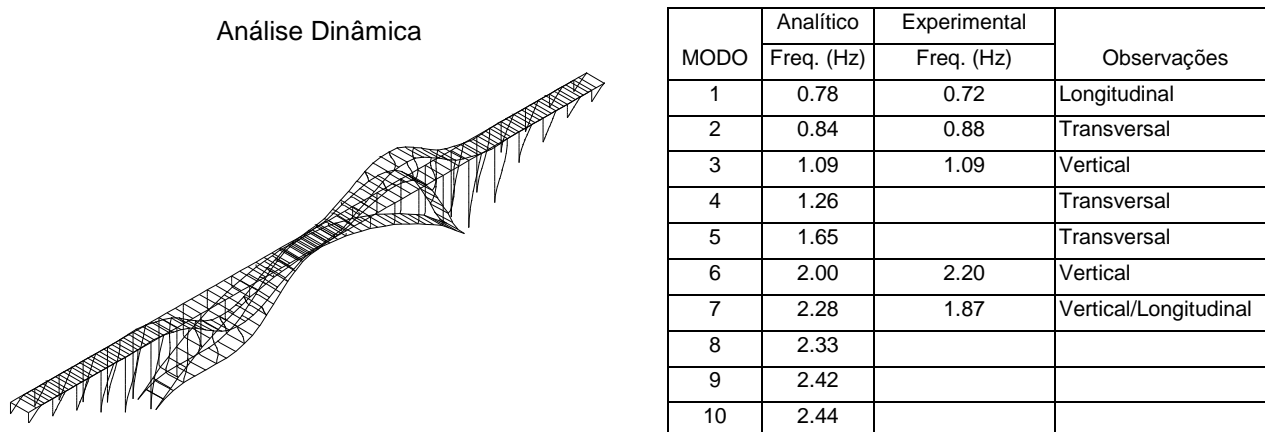 Análise Dinâmica
Analítico Experimental
MODO Freq. (Hz) Freq. (Hz) Observações
1 0.78 0.72 Longitudinal
2 0.84 0.88 Transversal
3 1.09 1.09 Vertical
4 1.26 Transversal
5 1.65 Transversal
6 2.00 2.20 Vertical
7 2.28 1.87 Vertical/Longitudinal
8 2.33
9 2.42
10 2.44